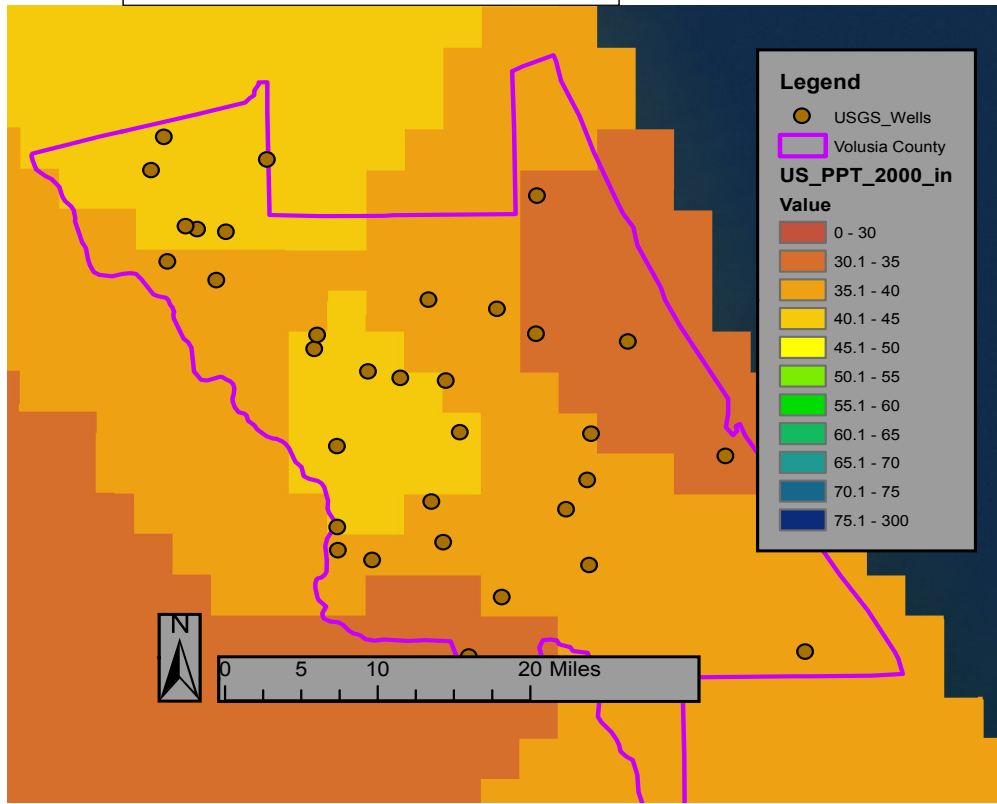 Legend
USGS_Wells
Volusia County
US_PPT_2000_in
Value
0 - 30
30.1 - 35
35.1 - 40
40.1 - 45
45.1 - 50
50.1 - 55
55.1 - 60
60.1 - 65
65.1 - 70
70.1 - 75
75.1 - 300
N
0 5 10 20 Miles